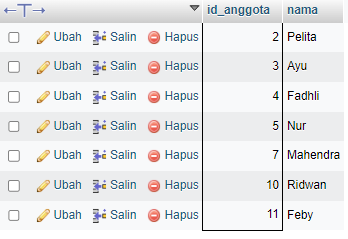 ←T→ id_anggota nama
Ubah Salin Hapus 2 Pelita
Ubah Salin Hapus 3 Ayu
Ubah Salin Hapus 4 Fadhli
Ubah Salin Hapus 5 Nur
Ubah Salin Hapus 7 Mahendra
Ubah Salin Hapus 10 Ridwan
Ubah Salin Hapus 11 Feby